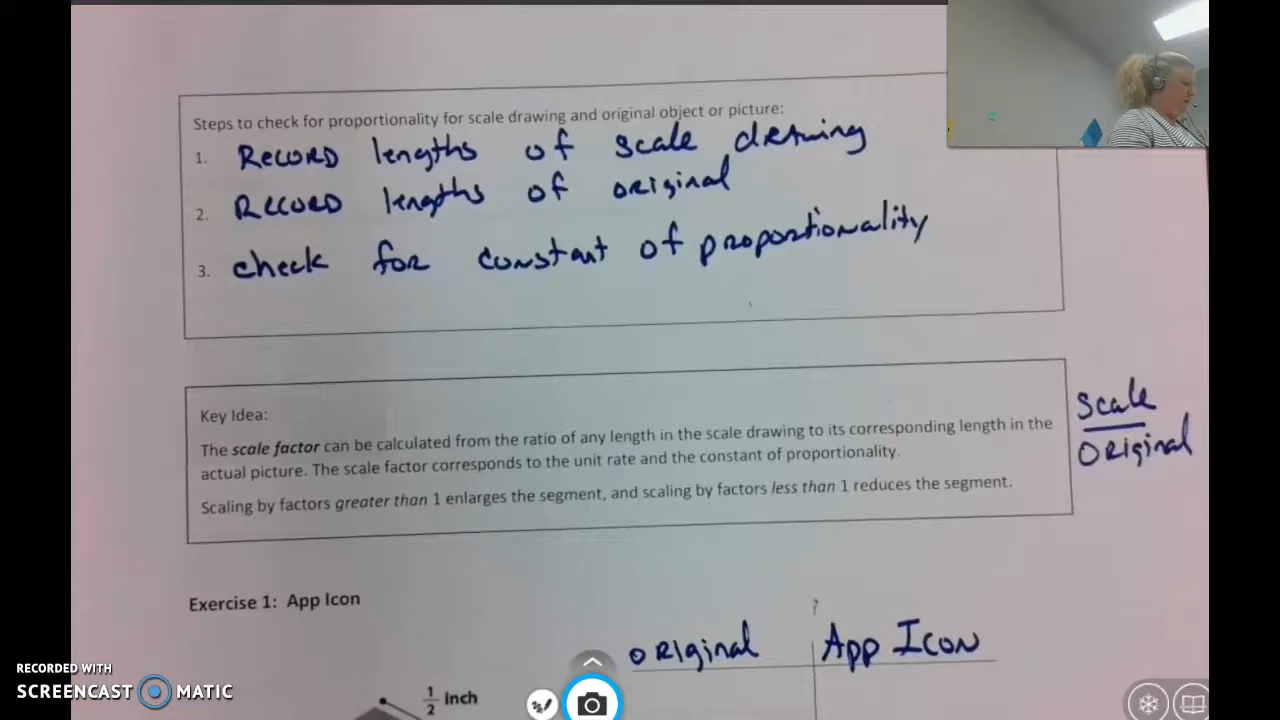 Steps to check for proportionality for scale drawing and original object or picture:
1. Record lengths of scale drawing
2. Record lengths of original
3. check for constant of proportionality
Key Idea:
The scale factor can be calculated from the ratio of any length in the scale drawing to its corresponding length in the
actual picture. The scale factor corresponds to the unit rate and the constant of proportionality.
Scaling by factors greater than 1 enlarges the segment, and scaling by factors less than 1 reduces the segment.
Scale
Original
Exercise 1: App Icon
Original App Icon
1/2 inch
RECORDED WITH
SCREENCAST MATIC